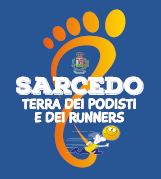 SARCEDO
TERRA DEI PODISTI
E DEI RUNNERS